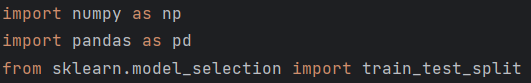 import numpy as np
import pandas as pd
from sklearn.model_selection import train_test_split